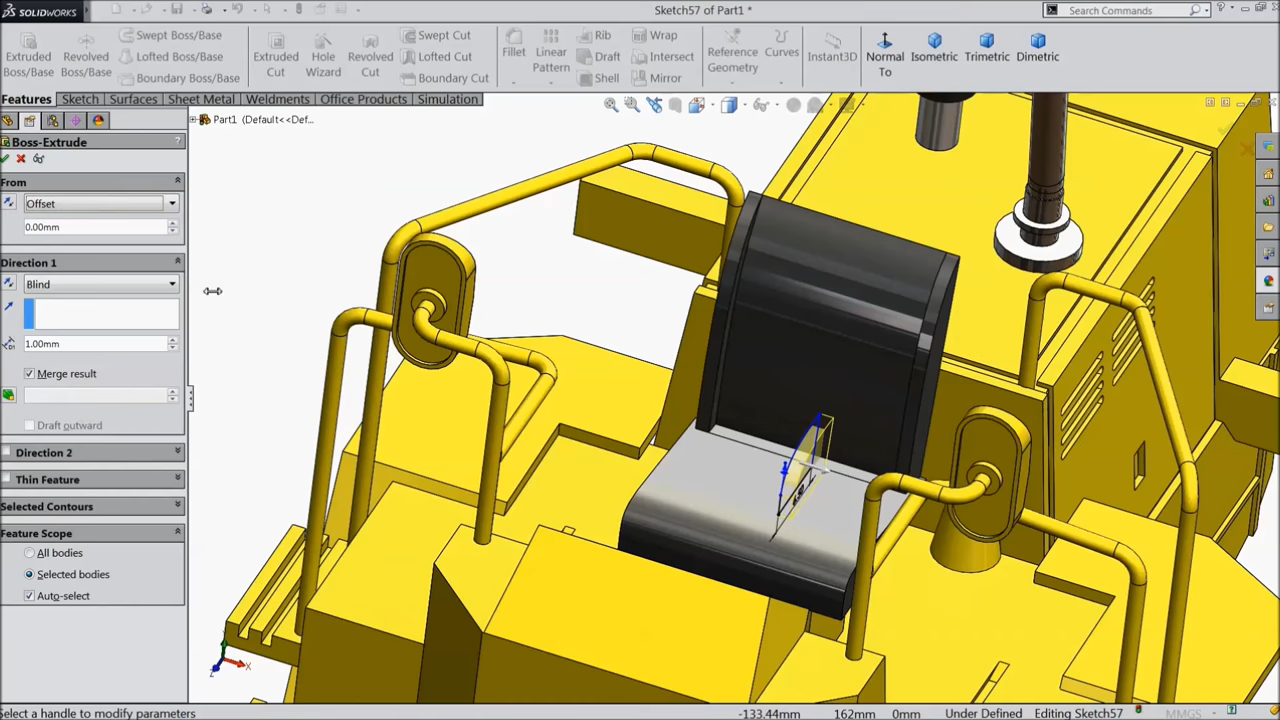 SOLIDWORKS
Sketch57 of Part1 *
Search Commands
Extruded Boss/Base
Revolved Boss/Base
Swept Boss/Base
Lofted Boss/Base
Boundary Boss/Base
Extruded Cut
Hole Wizard
Revolved Cut
Swept Cut
Lofted Cut
Boundary Cut
Fillet
Linear Pattern
Rib
Draft
Shell
Wrap
Intersect
Mirror
Reference Geometry
Curves
Instant3D
Normal To
Isometric
Trimetric
Dimetric
Features
Sketch
Surfaces
Sheet Metal
Weldments
Office Products
Simulation
Part1 (Default<<Def...
Boss-Extrude
?
From
Offset
0.00mm
Direction 1
Blind
1.00mm
Merge result
Draft outward
Direction 2
Thin Feature
Selected Contours
Feature Scope
All bodies
Selected bodies
Auto-select
X
Z
Select a handle to modify parameters
-133.44mm
162mm
0mm
Under Defined
Editing Sketch57
MMGS